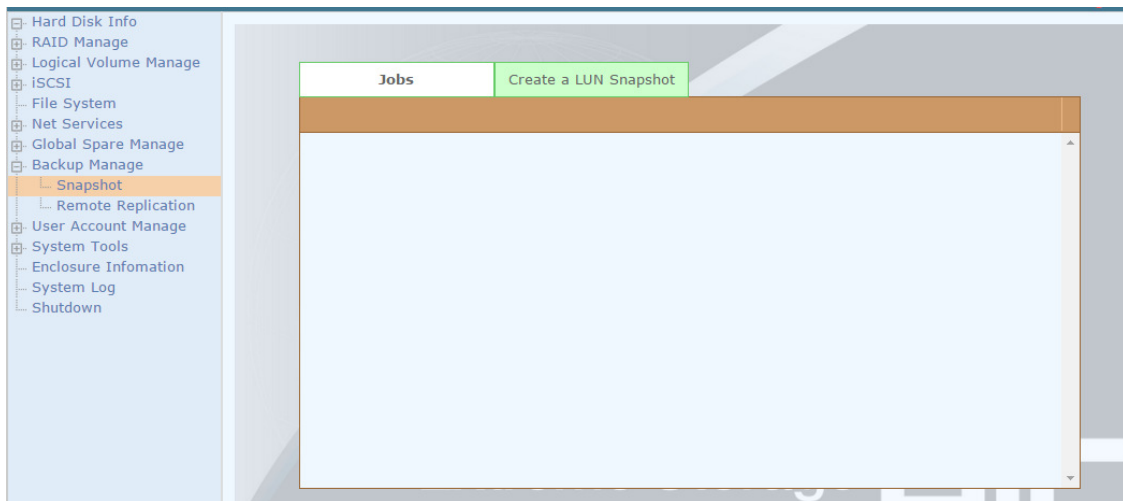 Hard Disk Info
RAID Manage
Logical Volume Manage
iSCSI
File System
Net Services
Global Spare Manage
Backup Manage
Snapshot
Remote Replication
User Account Manage
System Tools
Enclosure Infomation
System Log
Shutdown
Jobs
Create a LUN Snapshot